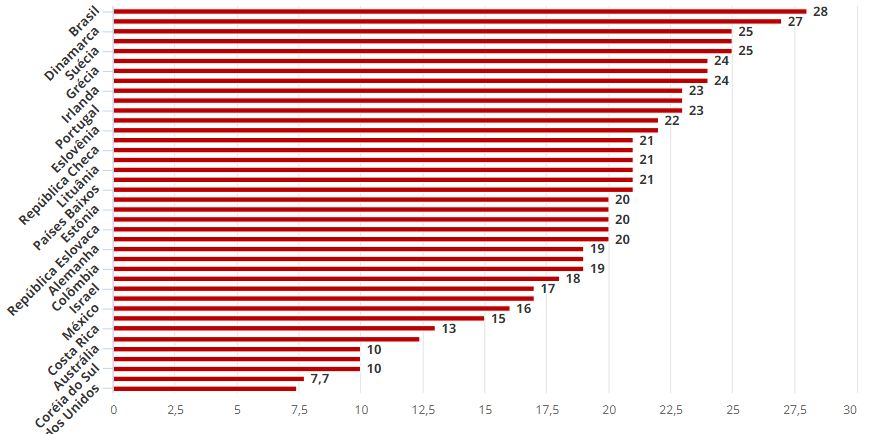 Brasil
Dinamarca
Suécia
Grécia
Irlanda
Portugal
Eslovênia
República Checa
Lituânia
Países Baixos
Estônia
República Eslovaca
Alemanha
Colômbia
Israel
México
Costa Rica
Austrália
Coréia do Sul
dos Unidos
28
27
25
25
24
24
23
23
22
21
21
21
20
20
20
19
19
18
17
16
15
13
10
10
7,7
0 2,5 5 7,5 10 12,5 15 17,5 20 22,5 25 27,5 30